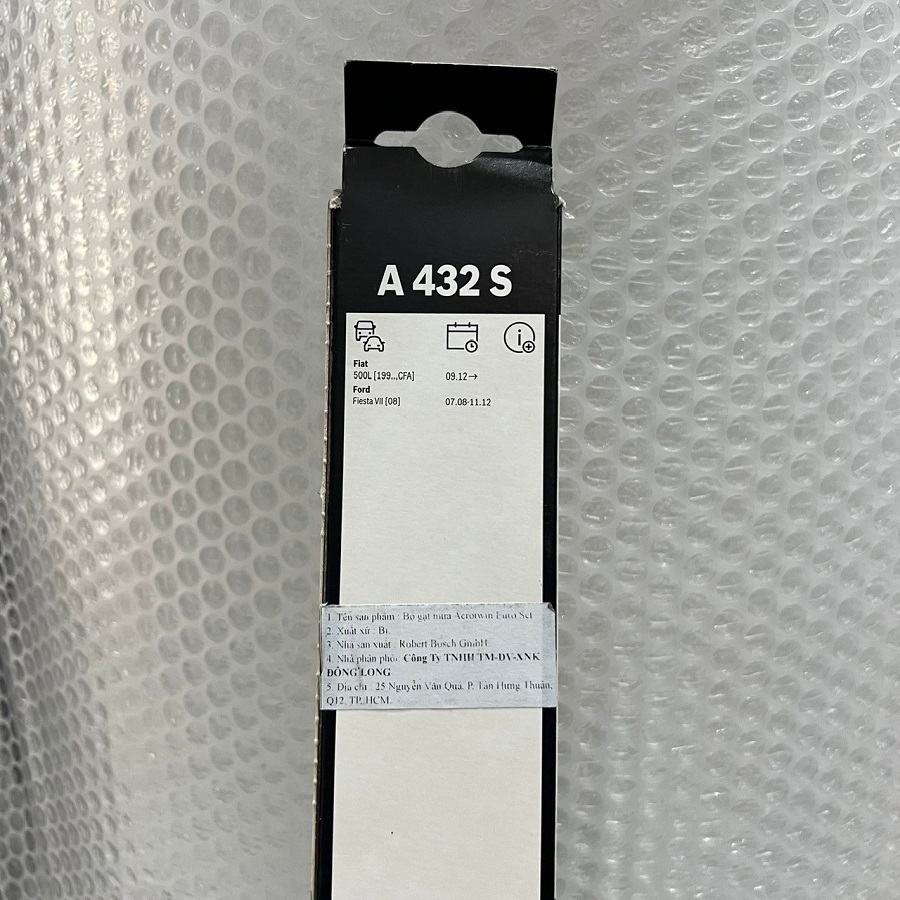 A 432 S
Fiat
500L [199..,CFA] 09.12→
Ford
Fiesta VII [08] 07.08-11.12
1. Tên sản phẩm : Bộ gạt mưa Aerotwin Euro Set
2. Xuất xứ : Bỉ.
3. Nhà sản xuất : Robert Bosch GmbH
4. Nhà phân phối: Công Ty TNHH TM-DV-XNK
ĐÔNG LONG
5. Địa chỉ : 25 Nguyễn Văn Quá, P. Tân Hưng Thuận,
Q12, TP. HCM.